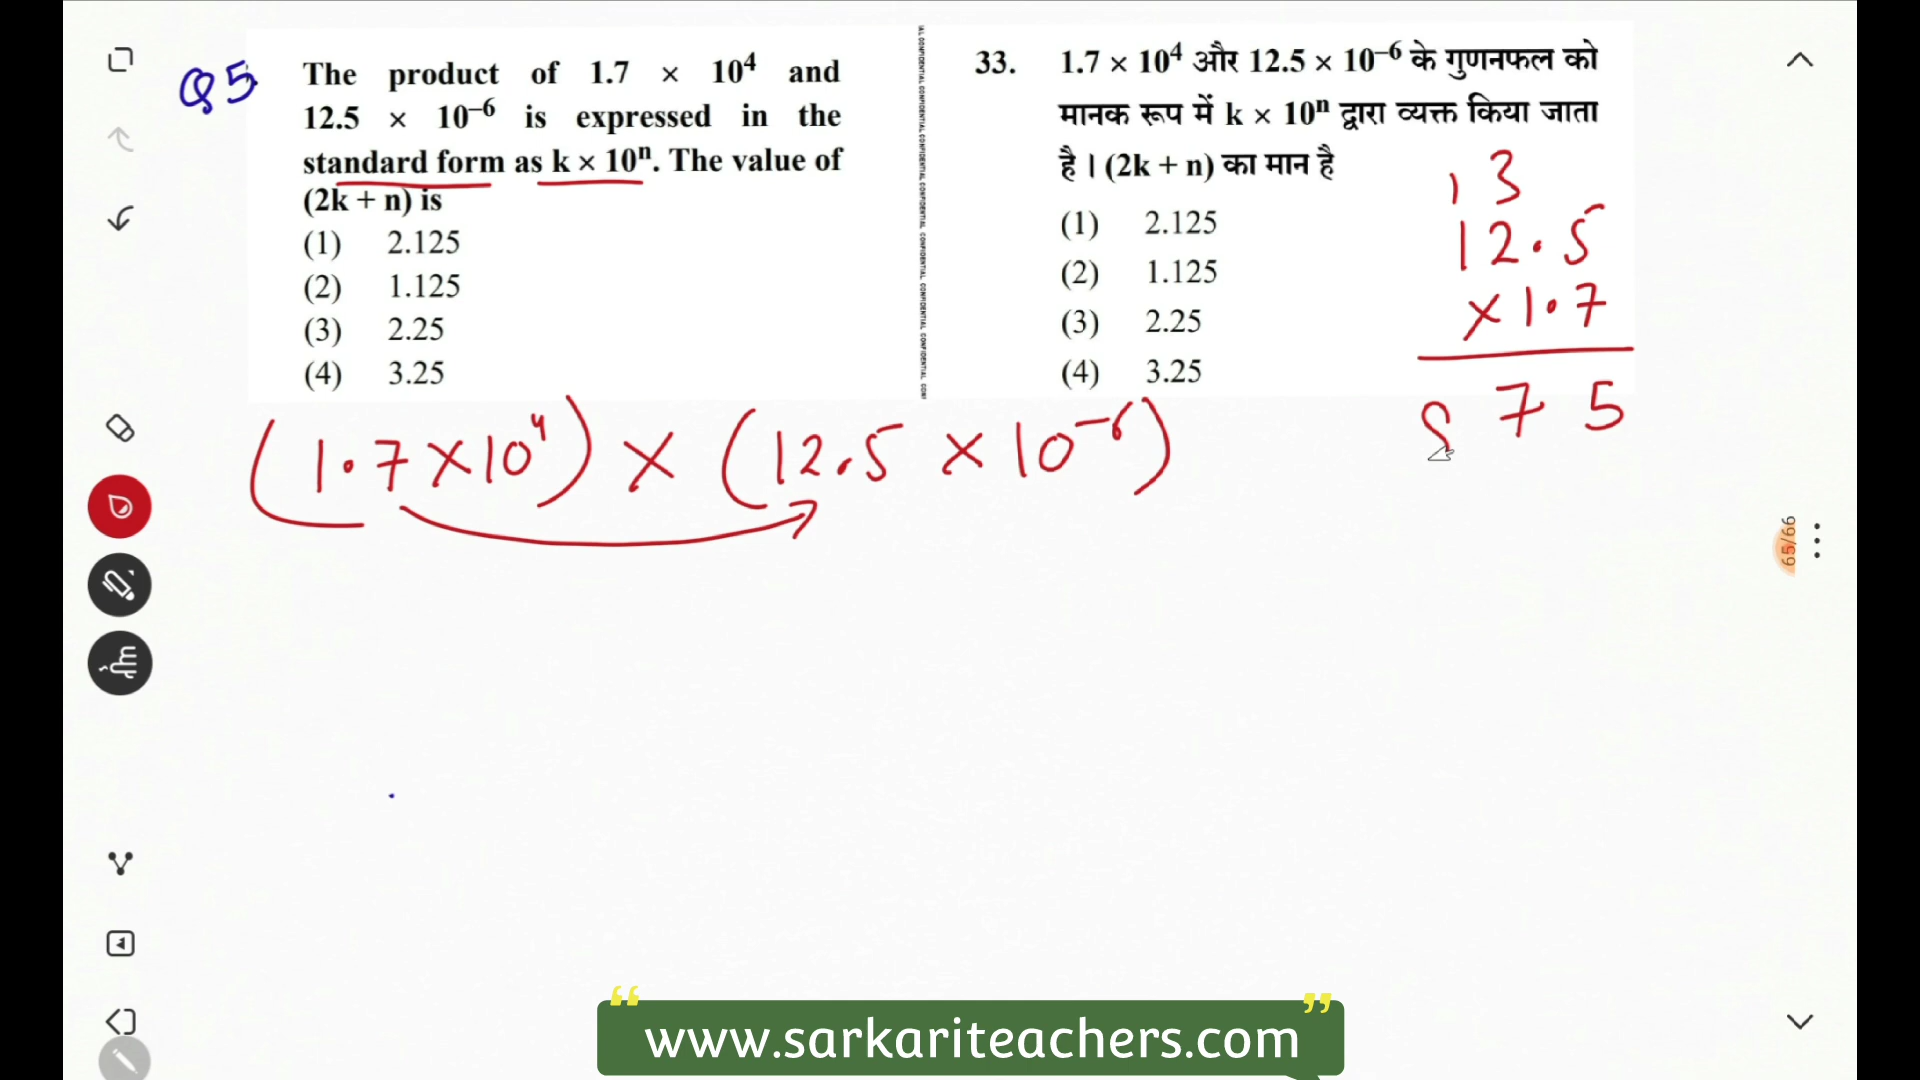 Q5
The product of 1.7 × 10⁴ and
12.5 × 10⁻⁶ is expressed in the
standard form as k × 10ⁿ. The value of
(2k + n) is
(1) 2.125
(2) 1.125
(3) 2.25
(4) 3.25
33. 1.7 × 10⁴ और 12.5 × 10⁻⁶ के गुणनफल को
मानक रूप में k × 10ⁿ द्वारा व्यक्त किया जाता
है। (2k + n) का मान है
(1) 2.125
(2) 1.125
(3) 2.25
(4) 3.25
1 3
12.5
×1.7
8 7 5
(1.7×10⁴) × (12.5 × 10⁻⁶)
65/66
www.sarkariteachers.com